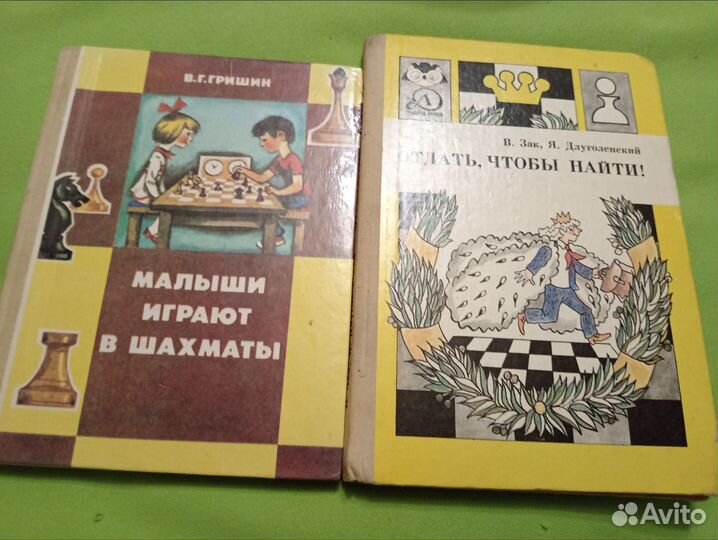 В.Г.ГРИШИН
МАЛЫШИ
ИГРАЮТ
В ШАХМАТЫ
В. Зак, Я. Длуголенский
ОТДАТЬ, ЧТОБЫ НАЙТИ!
Avito